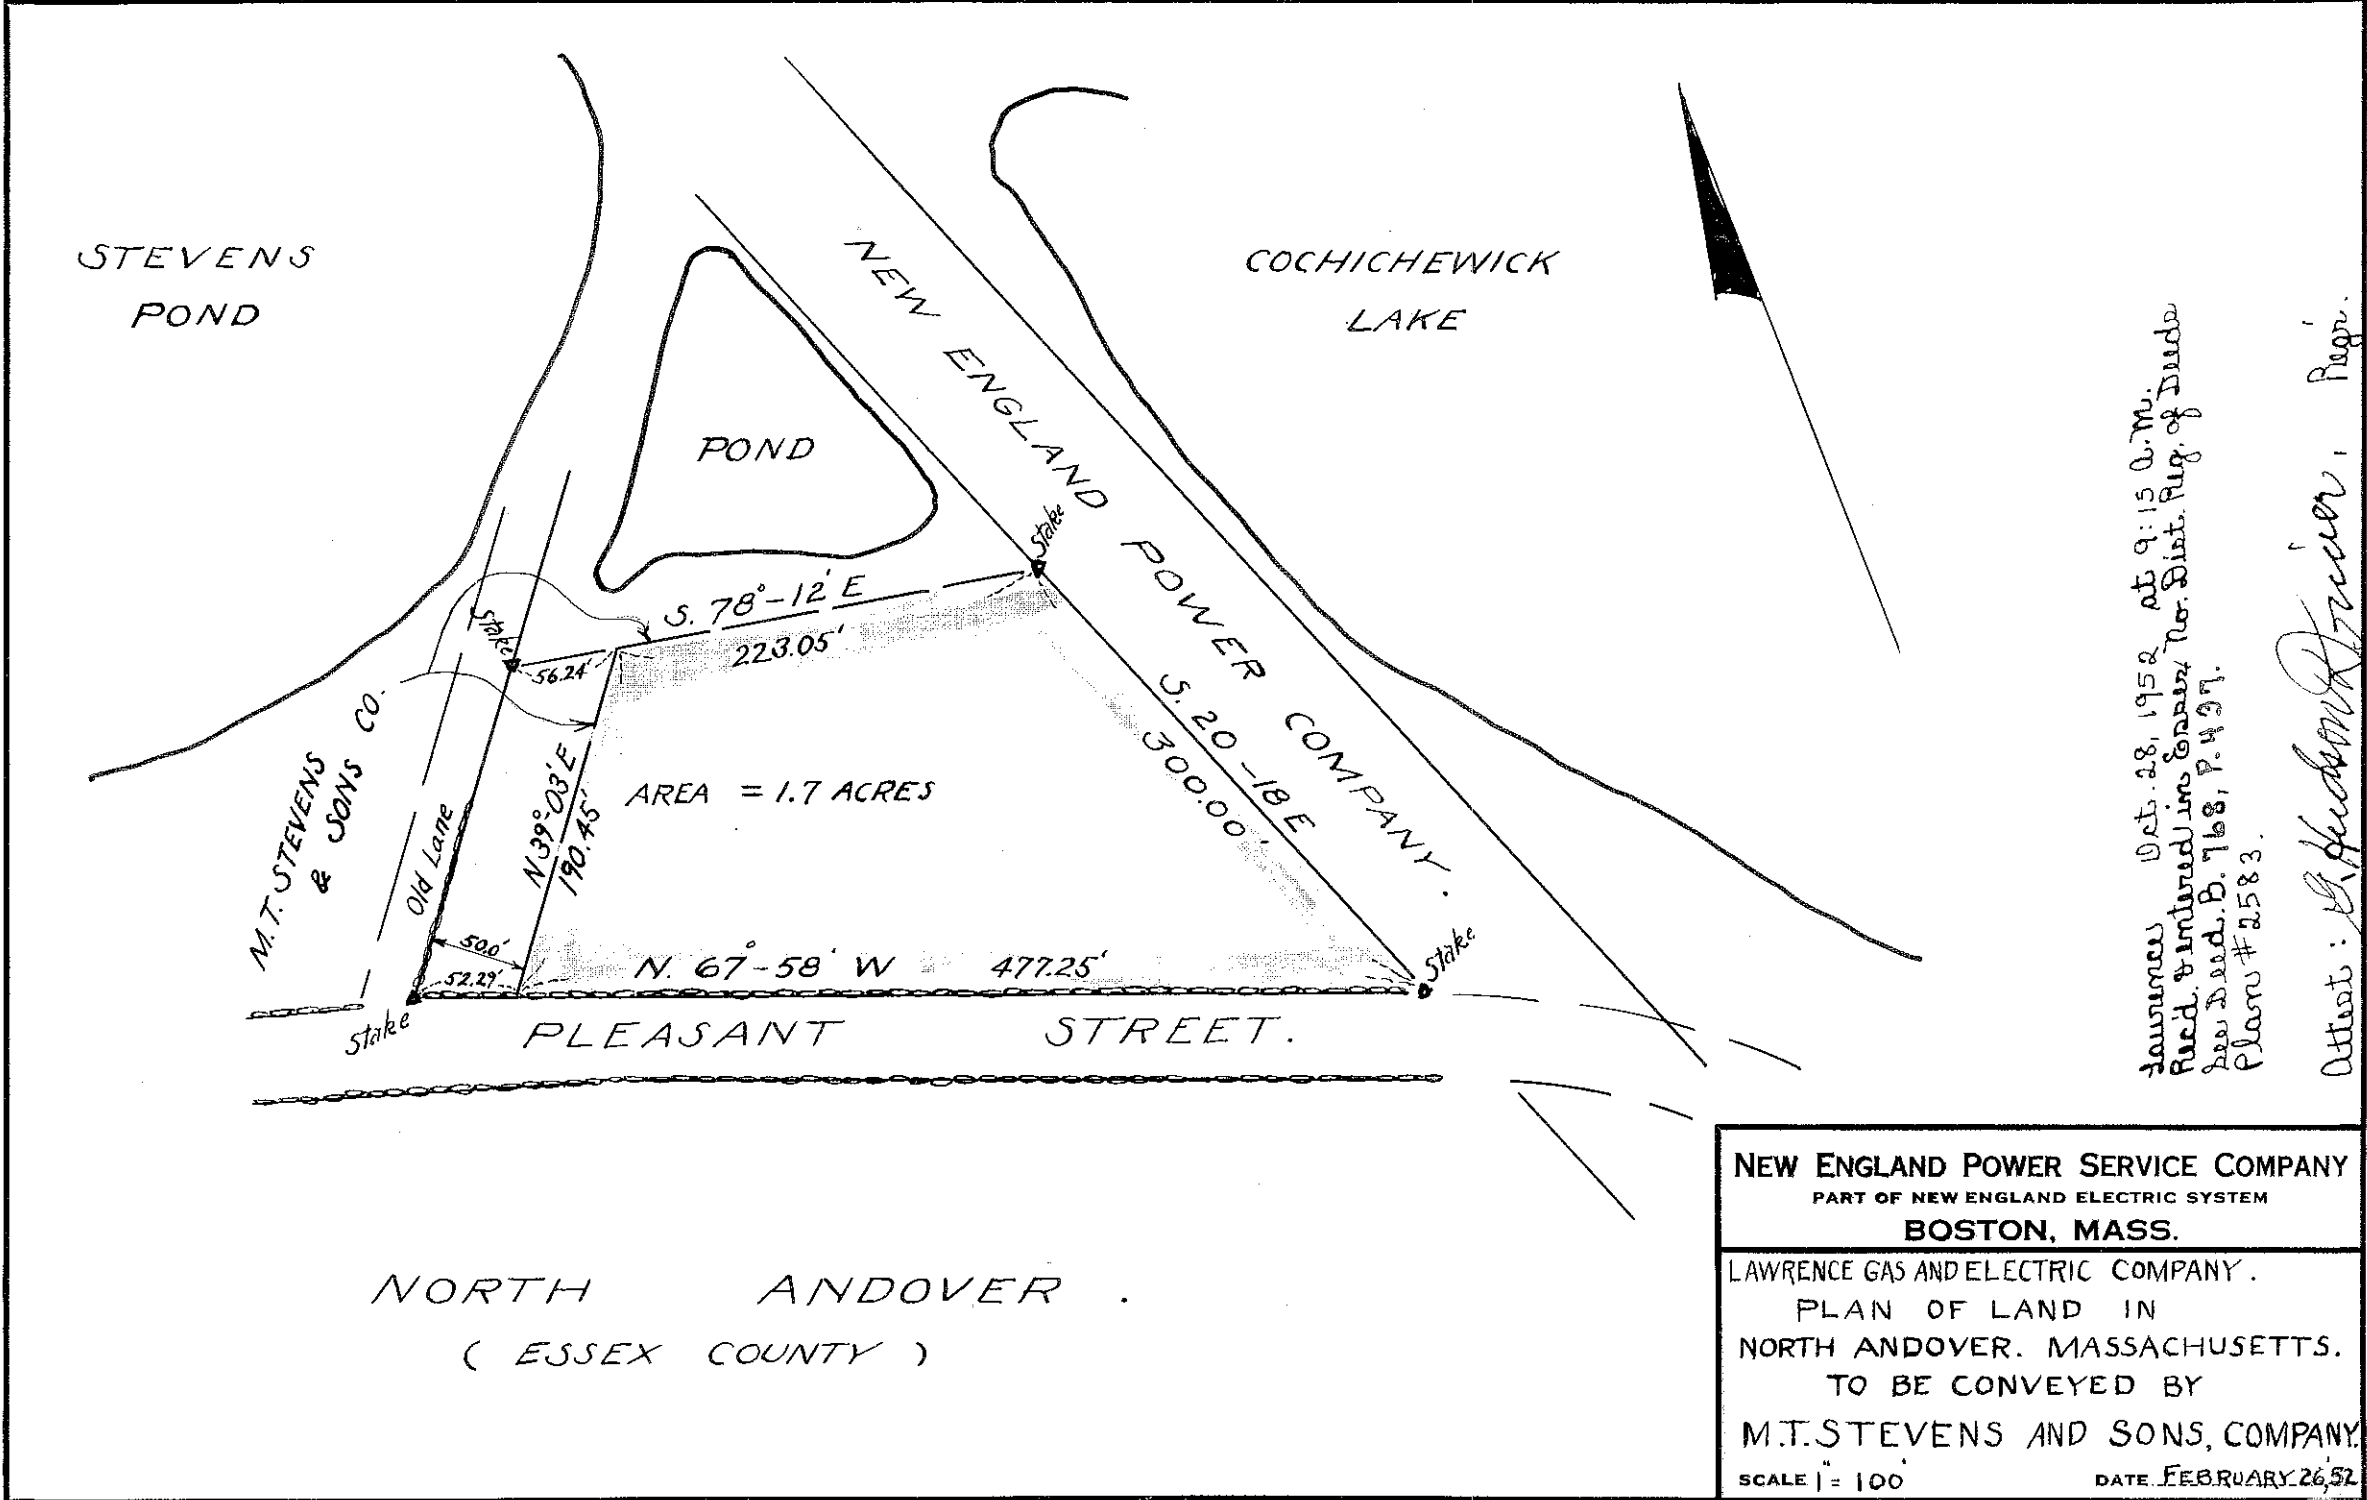 STEVENS
POND
COCHICHEWICK
LAKE
POND
NEW ENGLAND POWER COMPANY.
Stake
S. 78°-12' E
223.05'
Stake
56.24'
S. 20-18 E
300.00'
M.T. STEVENS
& SONS CO.
Old Lane
N 39°-03' E
190.45'
AREA = 1.7 ACRES
50.0'
52.29'
N. 67°-58' W 477.25'
Stake
Stake
PLEASANT STREET.
NORTH ANDOVER.
( ESSEX COUNTY )
Lawrence Oct. 28, 1952 at 9:15 A.M.
Rec'd. & entered in Essex No. Dist. Reg. of Deeds
See Deed. B. 768, P. 437.
Plan # 2583.
Attest: Regr.
NEW ENGLAND POWER SERVICE COMPANY
PART OF NEW ENGLAND ELECTRIC SYSTEM
BOSTON, MASS.
LAWRENCE GAS AND ELECTRIC COMPANY.
PLAN OF LAND IN
NORTH ANDOVER. MASSACHUSETTS.
TO BE CONVEYED BY
M.T. STEVENS AND SONS, COMPANY.
SCALE 1" = 100' DATE FEBRUARY 26, 52